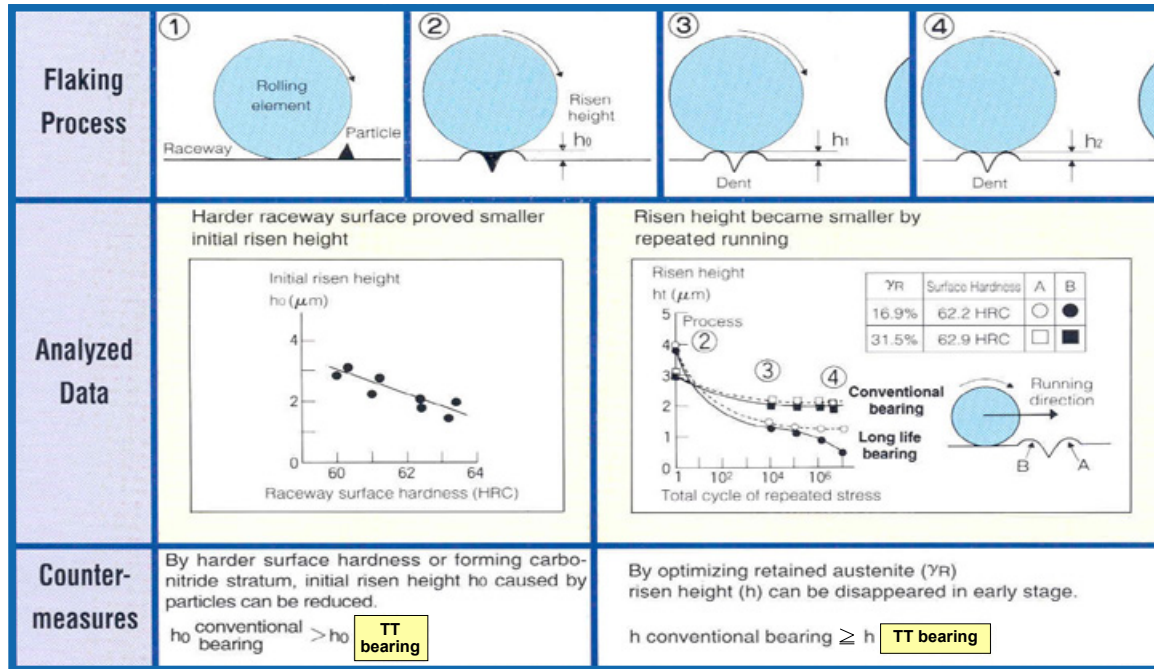 Flaking
Process
①
Rolling
element
Particle
Raceway
②
Risen
height
h0
③
h1
Dent
④
h2
Dent
Analyzed
Data
Harder raceway surface proved smaller
initial risen height
Initial risen height
h0 (μm)
4
2
0
60 62 64
Raceway surface hardness (HRC)
Risen height became smaller by
repeated running
Risen height
ht (μm)
5
4
3
2
1
0
Process
②
③
④
Conventional
bearing
Long life
bearing
1 10² 10⁴ 10⁶
Total cycle of repeated stress
γR Surface Hardness A B
16.9% 62.2 HRC
31.5% 62.9 HRC
Running
direction
B A
Counter-
measures
By harder surface hardness or forming carbo-
nitride stratum, initial risen height h0 caused by
particles can be reduced.
h0 conventional bearing > h0 TT bearing
By optimizing retained austenite (γR)
risen height (h) can be disappeared in early stage.
h conventional bearing ≧ h TT bearing